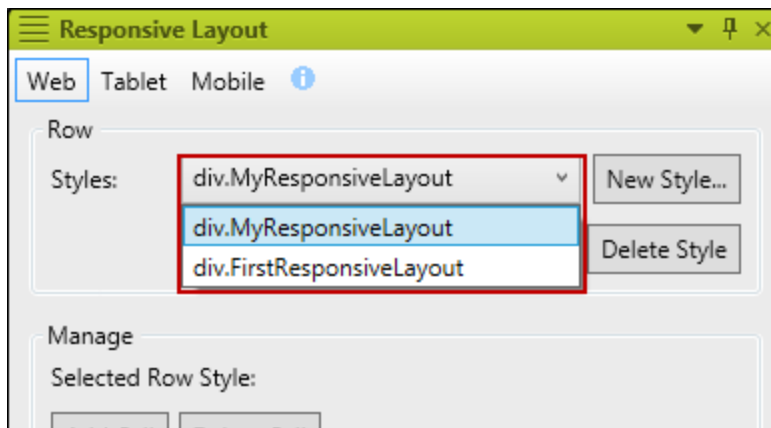 Responsive Layout
Web Tablet Mobile
Row
Styles: div.MyResponsiveLayout New Style...
div.MyResponsiveLayout
div.FirstResponsiveLayout Delete Style
Manage
Selected Row Style: